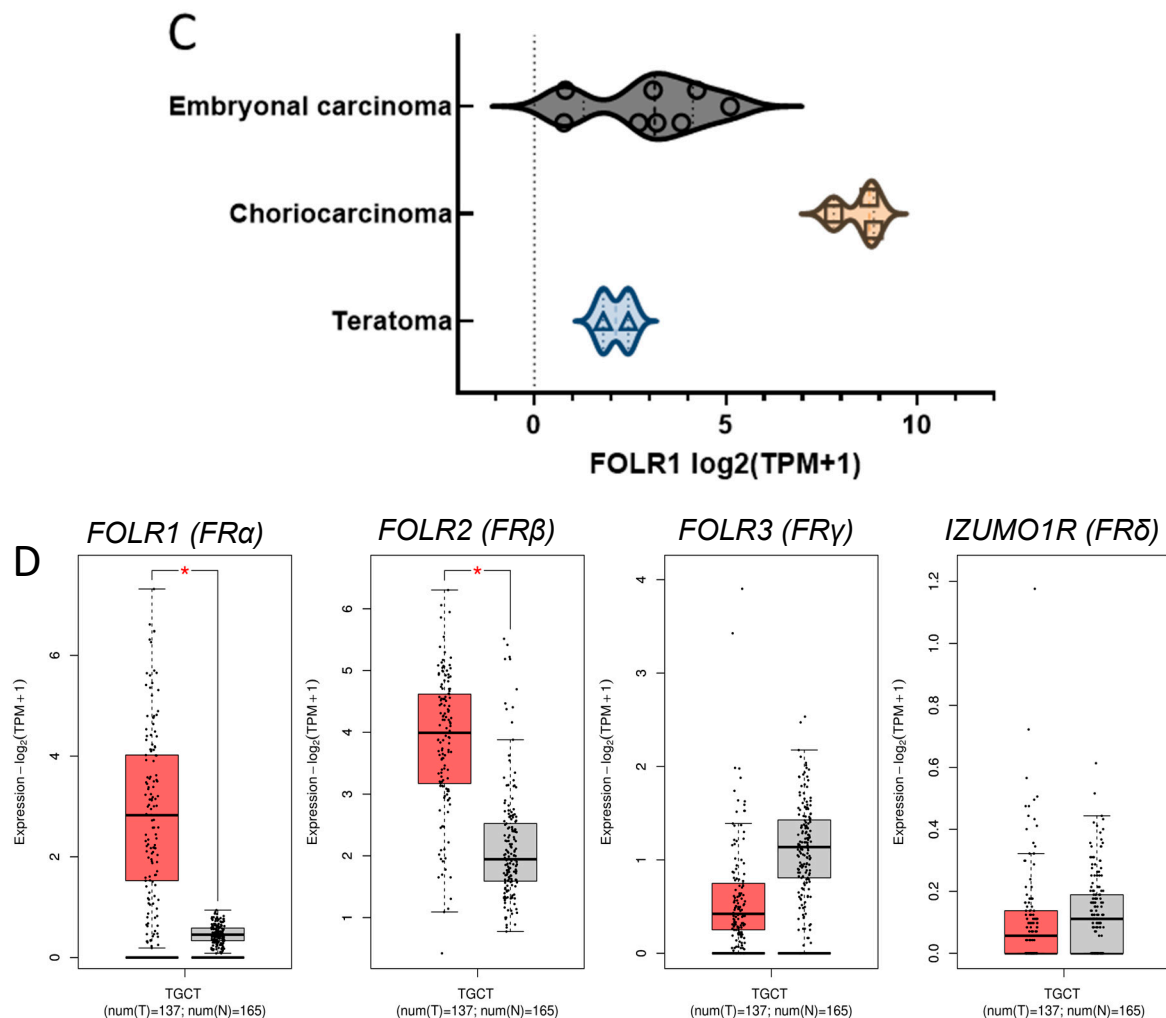 C
Embryonal carcinoma
Choriocarcinoma
Teratoma
0 5 10
FOLR1 log2(TPM+1)
D
FOLR1 (FRα)
*
Expression − log2(TPM + 1)
0 2 4 6
TGCT
(num(T)=137; num(N)=165)
FOLR2 (FRβ)
*
Expression − log2(TPM + 1)
1 2 3 4 5 6
TGCT
(num(T)=137; num(N)=165)
FOLR3 (FRγ)
Expression − log2(TPM + 1)
0 1 2 3 4
TGCT
(num(T)=137; num(N)=165)
IZUMO1R (FRδ)
Expression − log2(TPM + 1)
0.0 0.2 0.4 0.6 0.8 1.0 1.2
TGCT
(num(T)=137; num(N)=165)